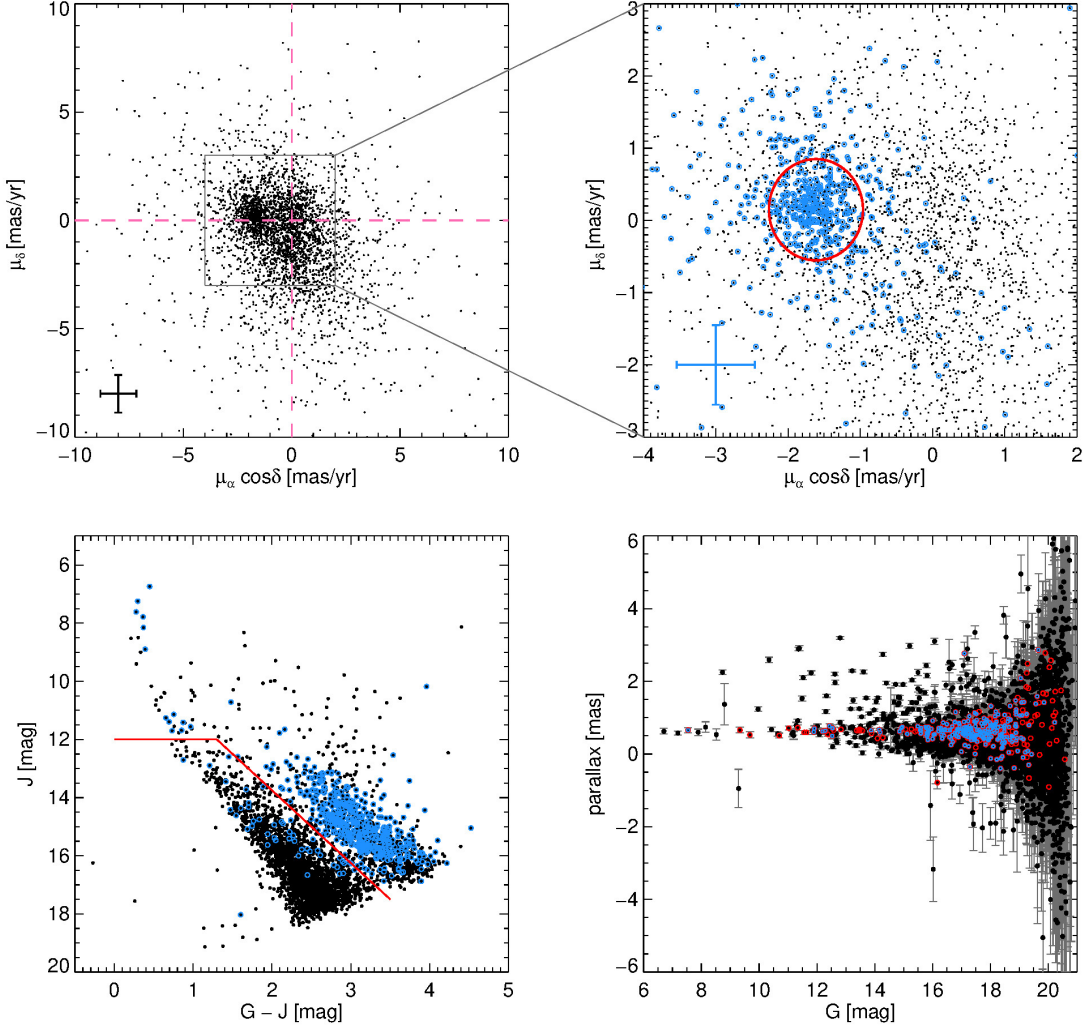 10
5
0
−5
−10
μδ [mas/yr]
−10 −5 0 5 10
μα cosδ [mas/yr]
3
2
1
0
−1
−2
−3
μδ [mas/yr]
−4 −3 −2 −1 0 1 2
μα cosδ [mas/yr]
6
8
10
12
14
16
18
20
J [mag]
0 1 2 3 4 5
G − J [mag]
6
4
2
0
−2
−4
−6
parallax [mas]
6 8 10 12 14 16 18 20
G [mag]